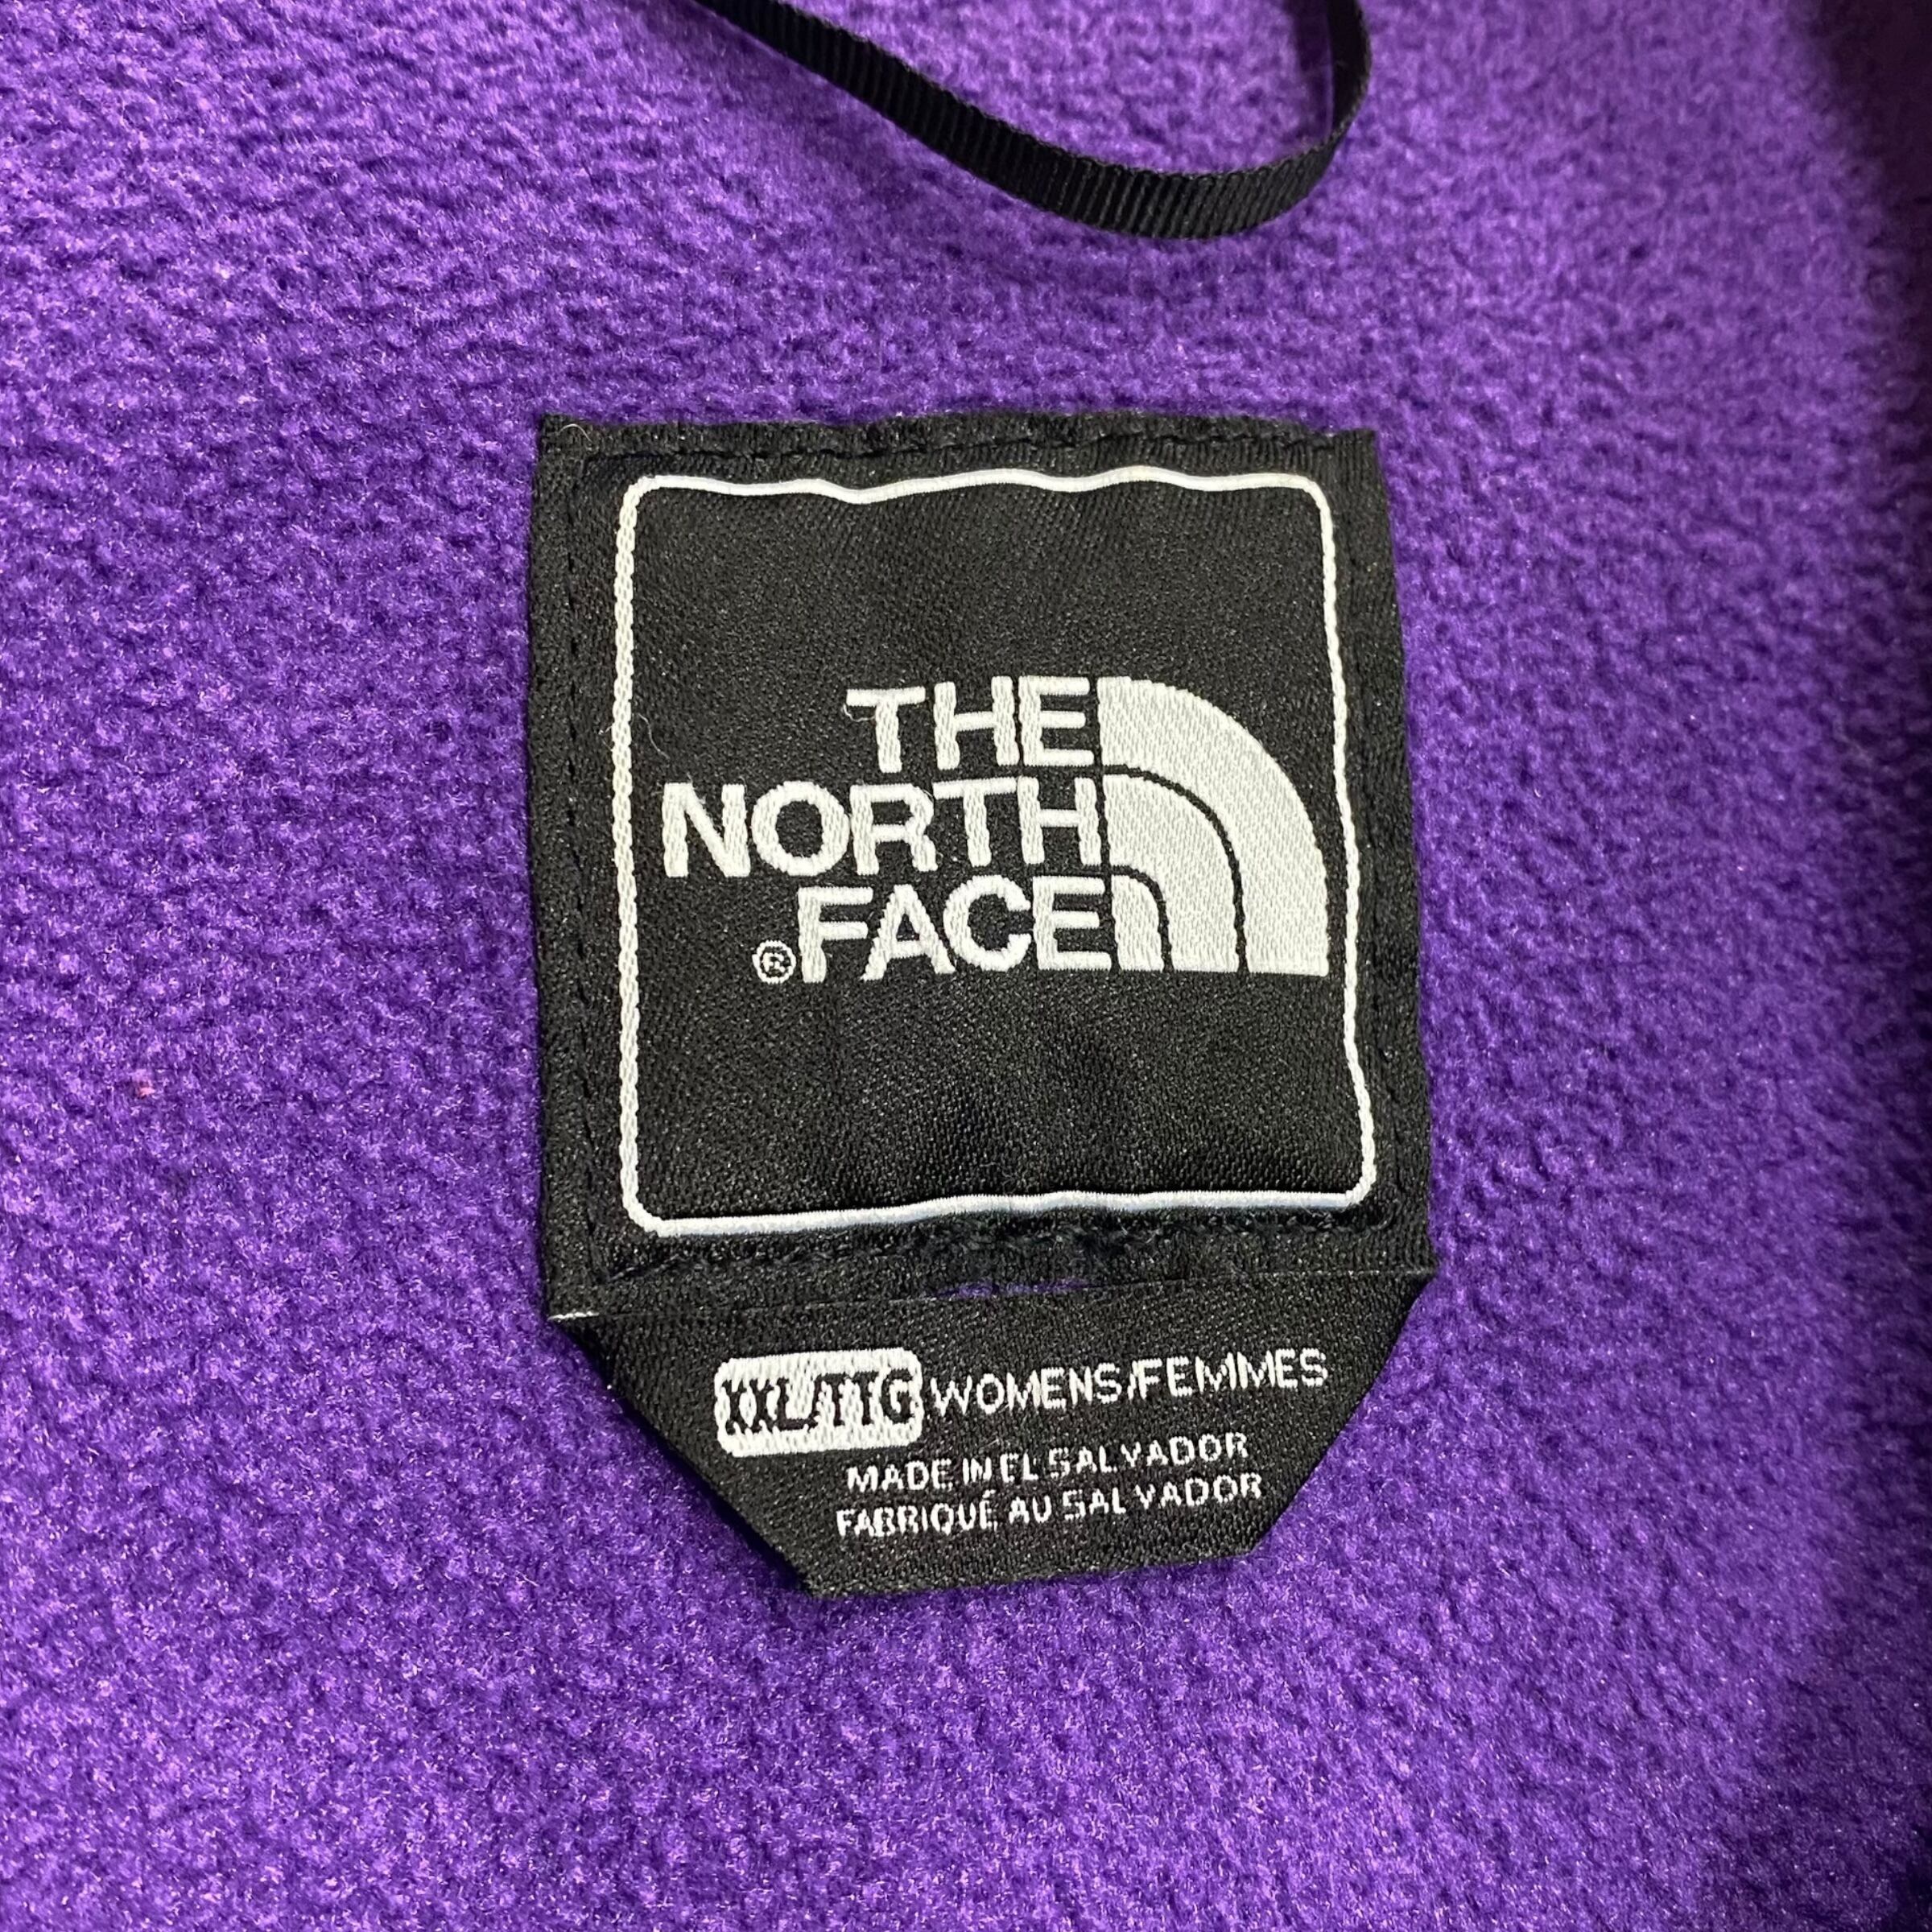 THE
NORTH
®FACE
XXL/TTG WOMENS/FEMMES
MADE IN EL SALVADOR
FABRIQUÉ AU SALVADOR